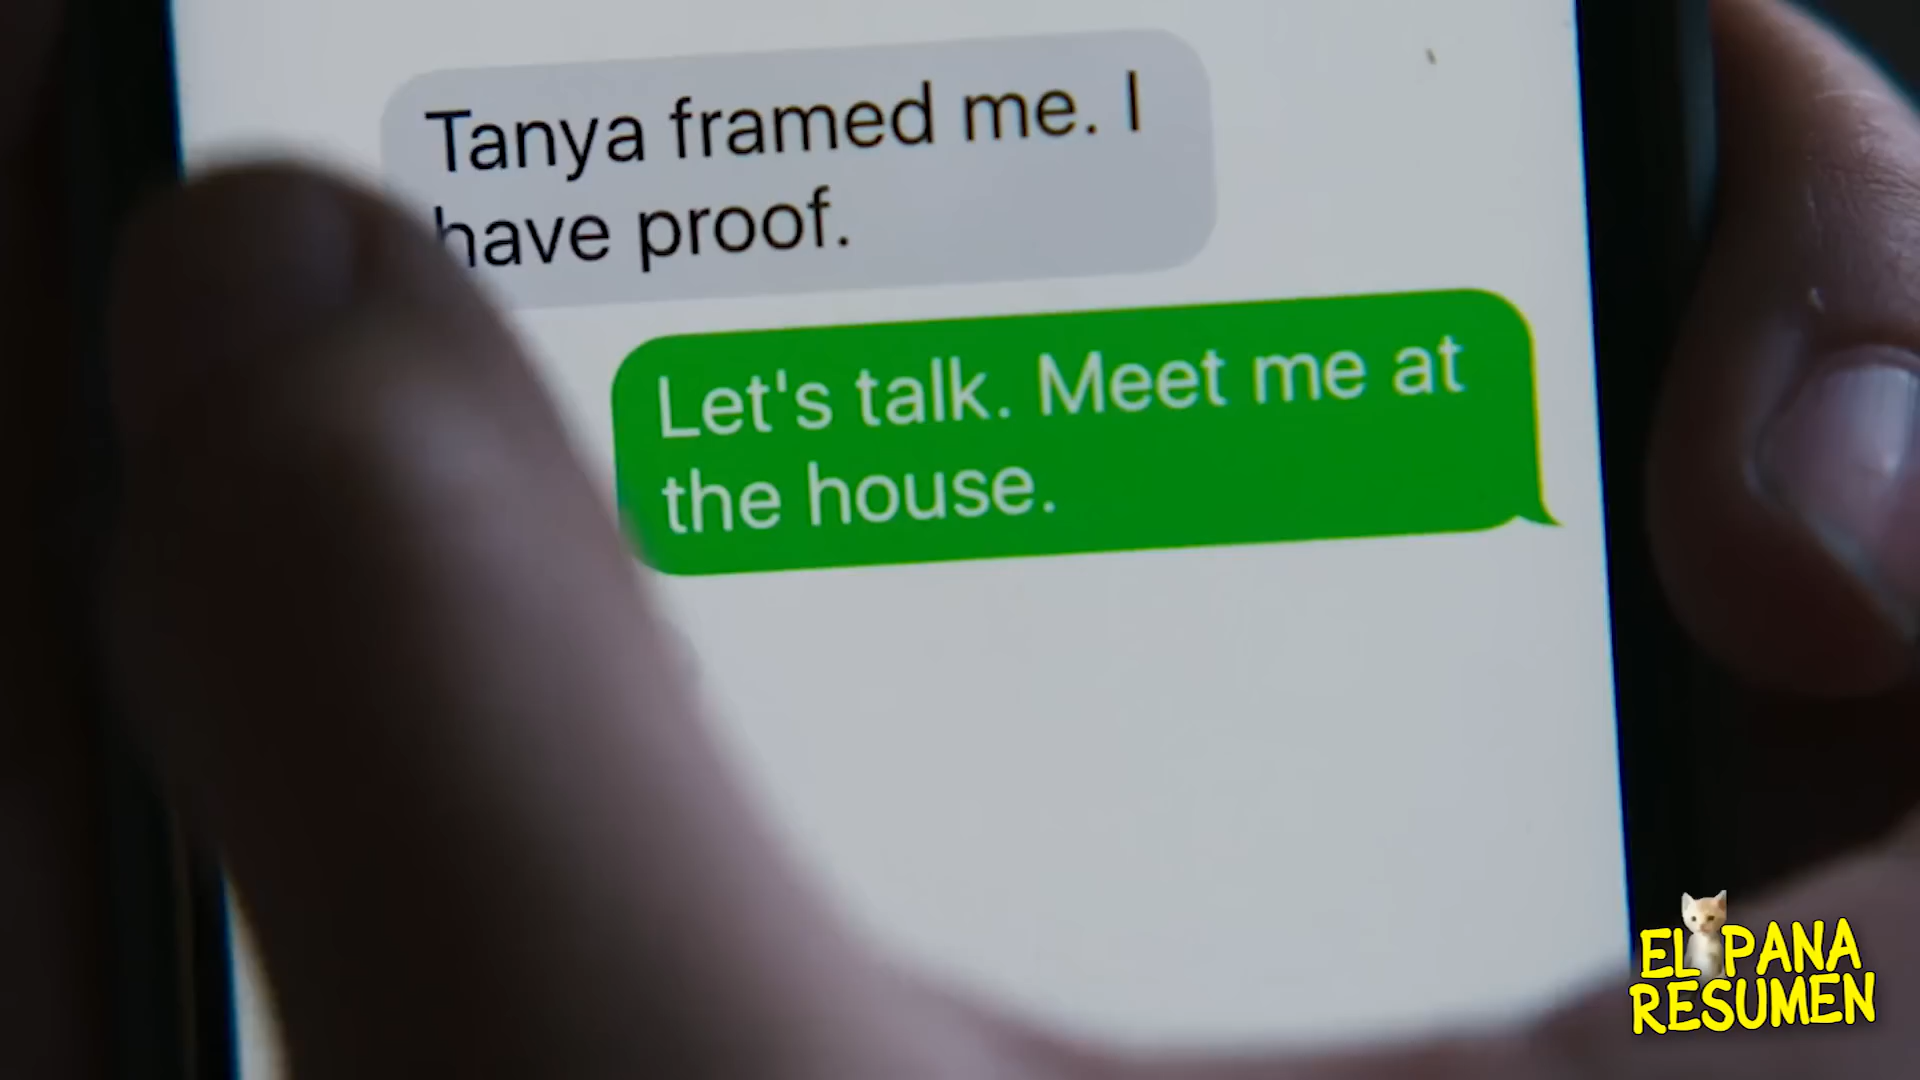 Tanya framed me. I
have proof.
Let's talk. Meet me at
the house.
EL PANA
RESUMEN